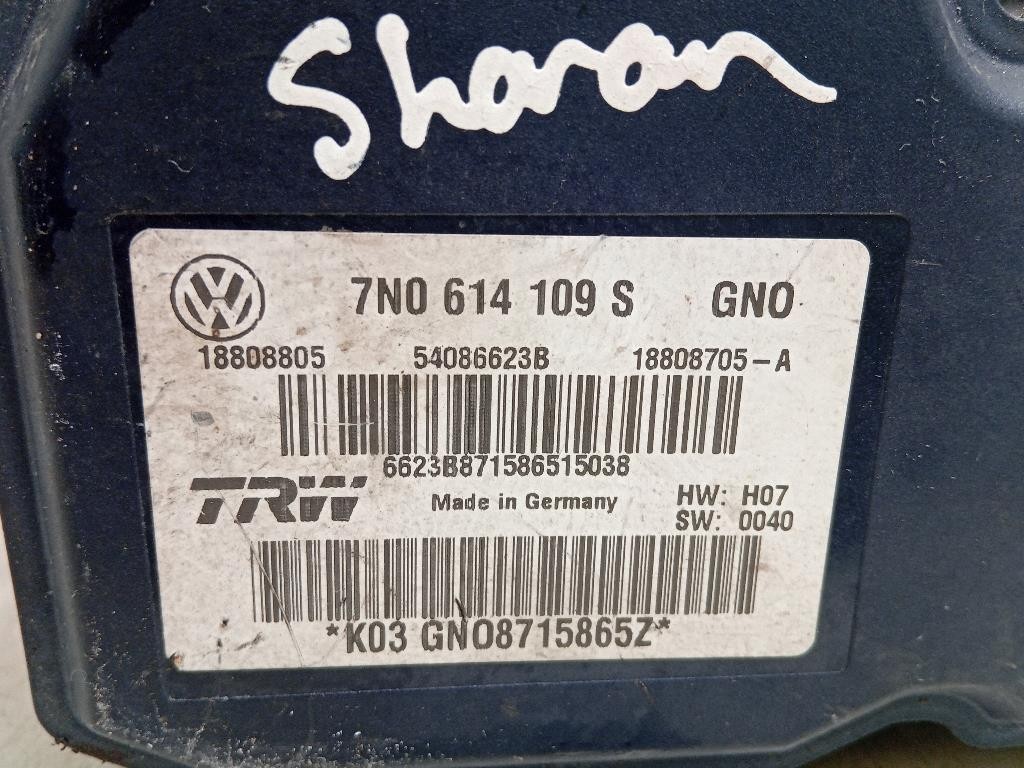 Sharan
7N0 614 109 S GNO
18808805 54086623B 18808705-A
6623B871586515038
TRW Made in Germany HW: H07
SW: 0040
*K03 GNO8715865Z*